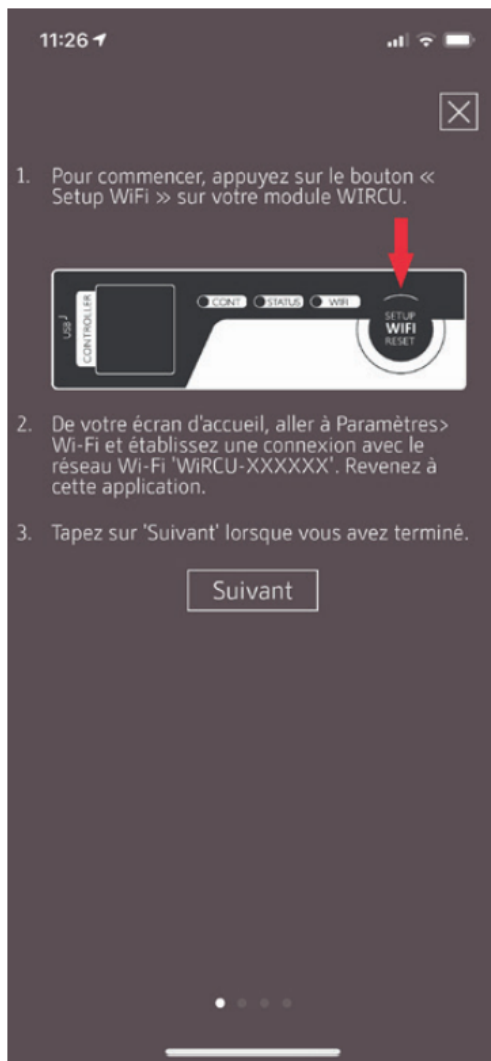 11:26
1. Pour commencer, appuyez sur le bouton «
Setup WiFi » sur votre module WIRCU.
USB
CONTROLLER
CONT STATUS WIFI
SETUP
WIFI
RESET
2. De votre écran d'accueil, aller à Paramètres>
Wi-Fi et établissez une connexion avec le
réseau Wi-Fi 'WiRCU-XXXXXX'. Revenez à
cette application.
3. Tapez sur 'Suivant' lorsque vous avez terminé.
Suivant